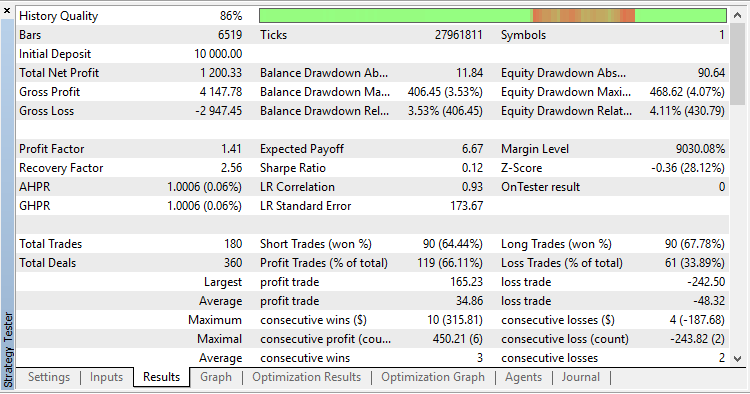 History Quality 86%
Bars 6519 Ticks 27961811 Symbols 1
Initial Deposit 10 000.00
Total Net Profit 1 200.33 Balance Drawdown Ab... 11.84 Equity Drawdown Abs... 90.64
Gross Profit 4 147.78 Balance Drawdown Ma... 406.45 (3.53%) Equity Drawdown Maxi... 468.62 (4.07%)
Gross Loss -2 947.45 Balance Drawdown Rel... 3.53% (406.45) Equity Drawdown Relat... 4.11% (430.79)
Profit Factor 1.41 Expected Payoff 6.67 Margin Level 9030.08%
Recovery Factor 2.56 Sharpe Ratio 0.12 Z-Score -0.36 (28.12%)
AHPR 1.0006 (0.06%) LR Correlation 0.93 OnTester result 0
GHPR 1.0006 (0.06%) LR Standard Error 173.67
Total Trades 180 Short Trades (won %) 90 (64.44%) Long Trades (won %) 90 (67.78%)
Total Deals 360 Profit Trades (% of total) 119 (66.11%) Loss Trades (% of total) 61 (33.89%)
Largest profit trade 165.23 loss trade -242.50
Average profit trade 34.86 loss trade -48.32
Maximum consecutive wins ($) 10 (315.81) consecutive losses ($) 4 (-187.68)
Maximal consecutive profit (cou... 450.21 (6) consecutive loss (count) -243.82 (2)
Average consecutive wins 3 consecutive losses 2
Settings | Inputs | Results | Graph | Optimization Results | Optimization Graph | Agents | Journal |
Strategy Tester